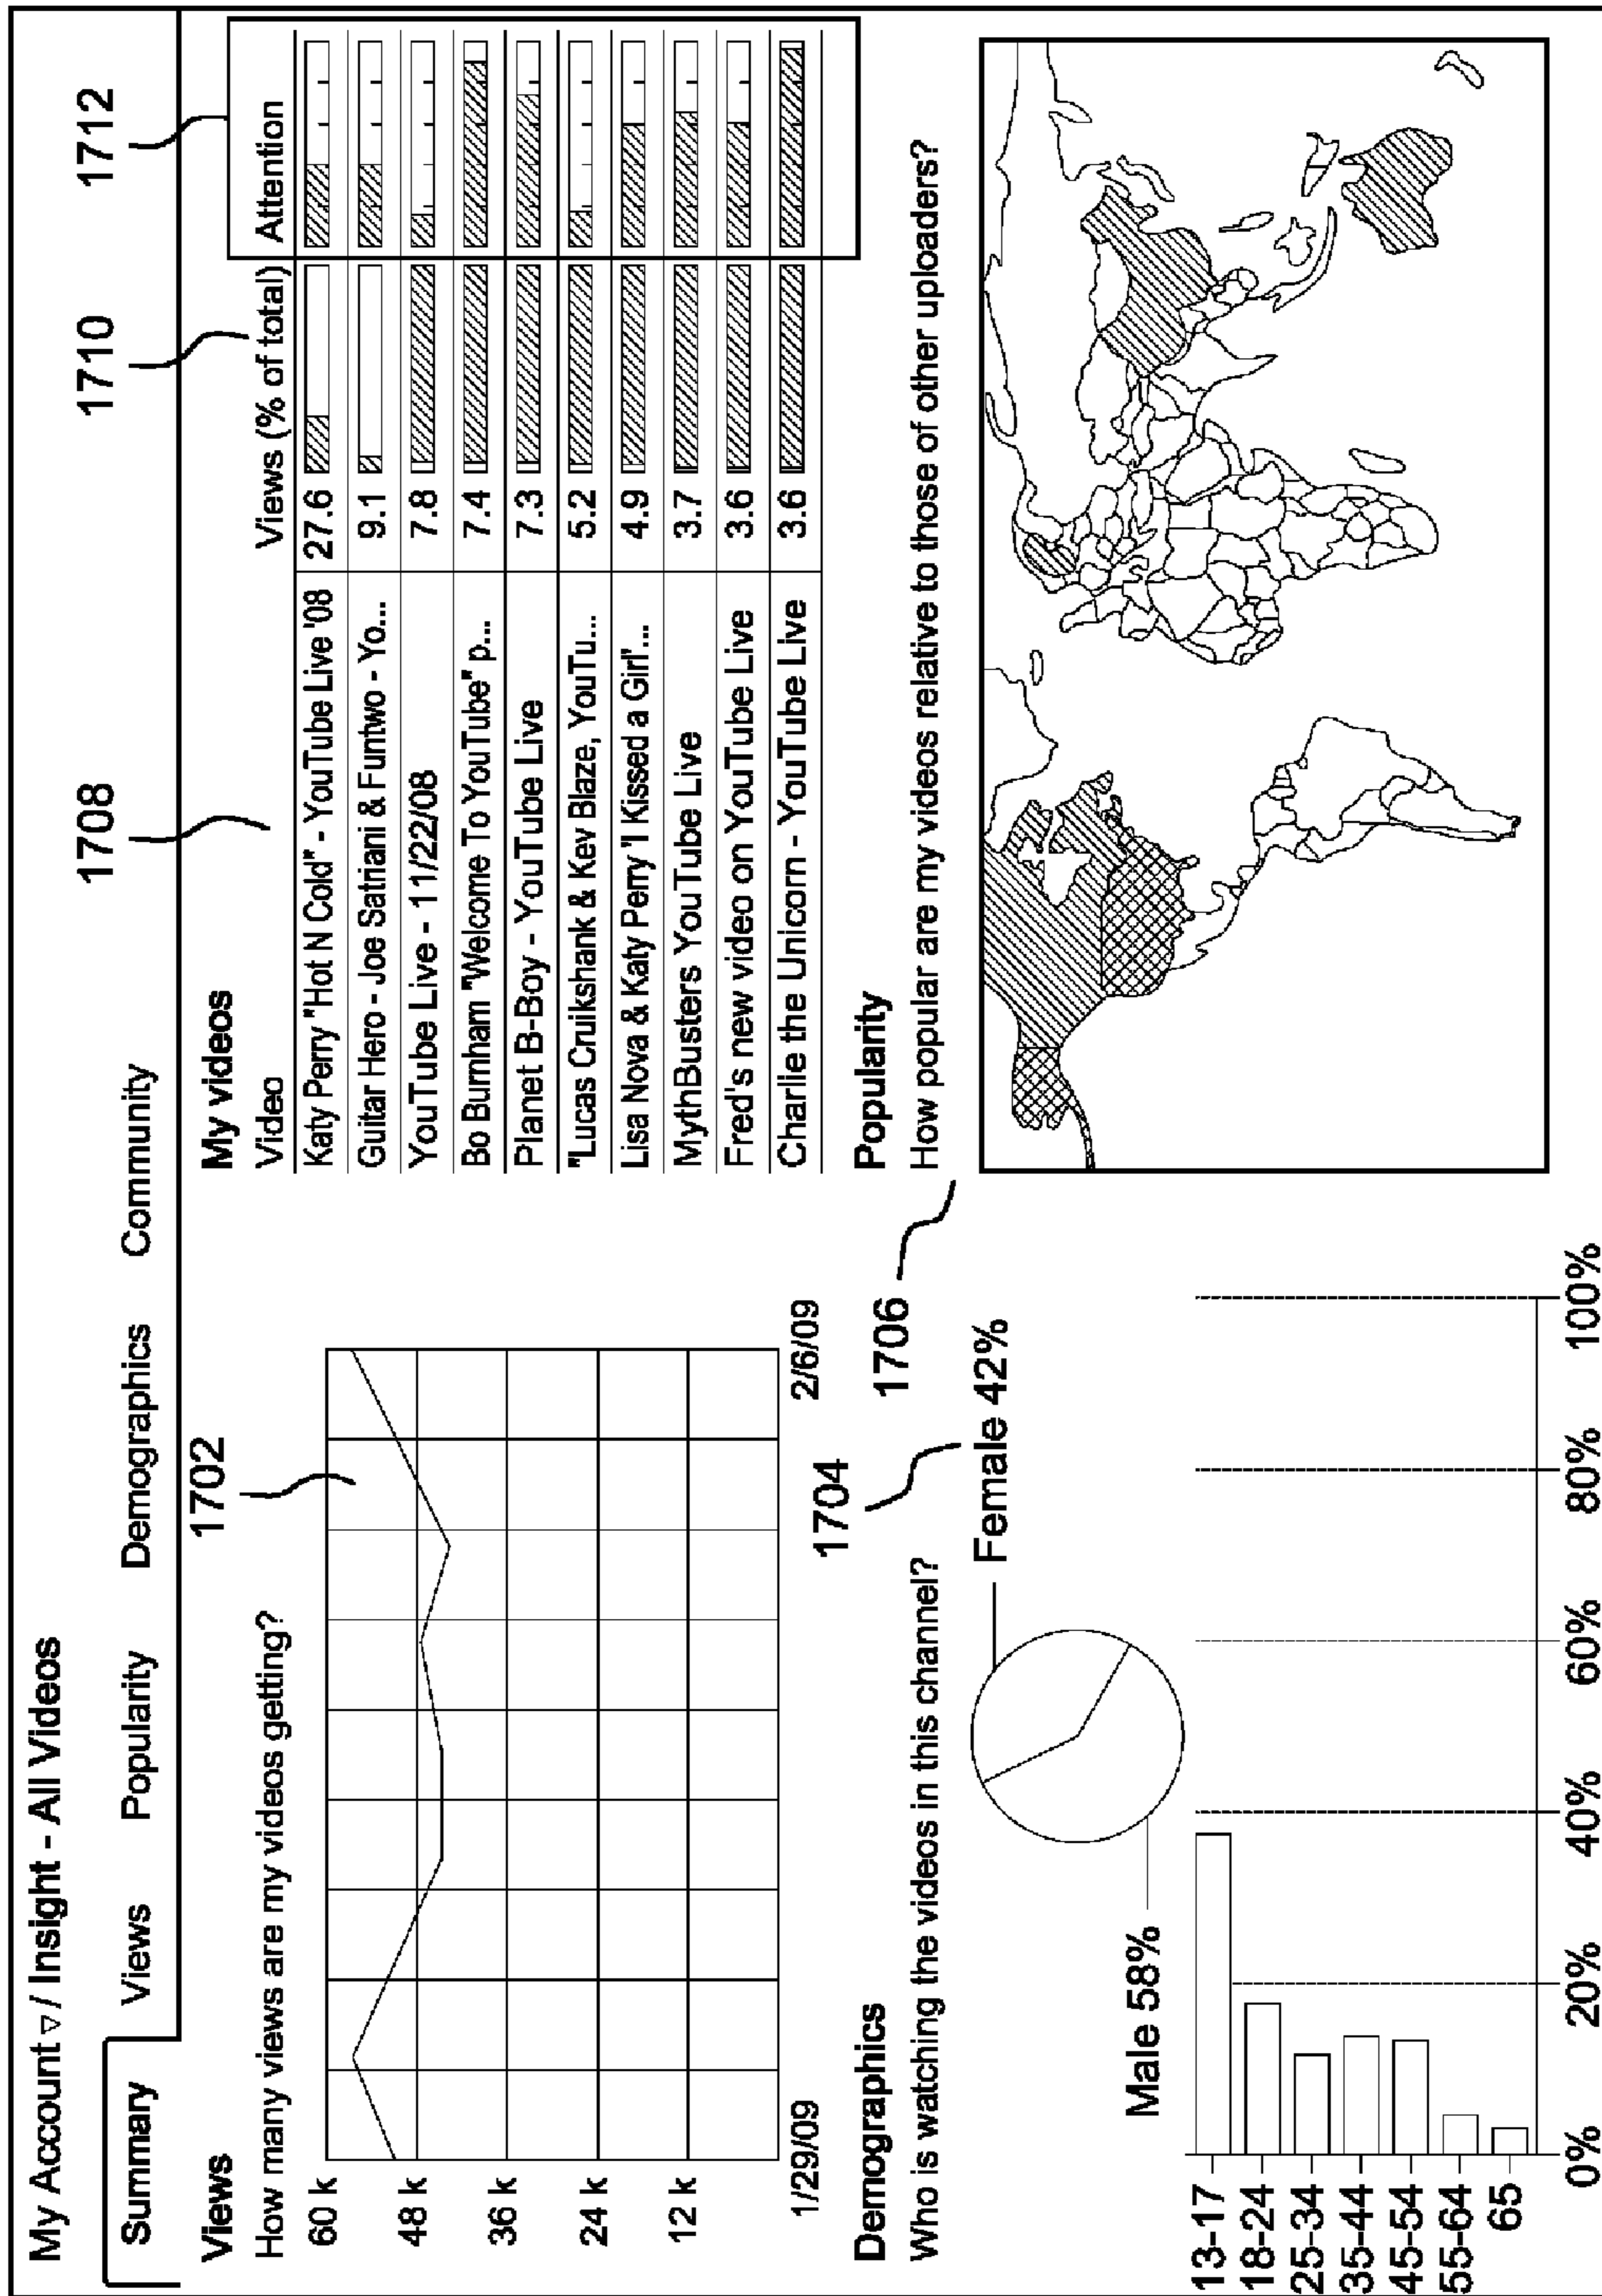 My Account ▿ / Insight - All Videos
Summary Views Popularity Demographics Community
Views
How many views are my videos getting?
1702
60 k
48 k
36 k
24 k
12 k
1/29/09 2/6/09
Demographics
Who is watching the videos in this channel?
1704
Male 58%
Female 42%
13-17
18-24
25-34
35-44
45-54
55-64
65
0% 20% 40% 60% 80% 100%
1708 1710 1712
My videos
Video Views (% of total) Attention
Katy Perry "Hot N Cold" - YouTube Live '08 27.6
Guitar Hero - Joe Satriani & Funtwo - Yo... 9.1
YouTube Live - 11/22/08 7.8
Bo Burnham "Welcome To YouTube" p... 7.4
Planet B-Boy - YouTube Live 7.3
"Lucas Cruikshank & Kev Blaze, YouTu... 5.2
Lisa Nova & Katy Perry "I Kissed a Girl"... 4.9
MythBusters YouTube Live 3.7
Fred's new video on YouTube Live 3.6
Charlie the Unicorn - YouTube Live 3.6
1706
Popularity
How popular are my videos relative to those of other uploaders?